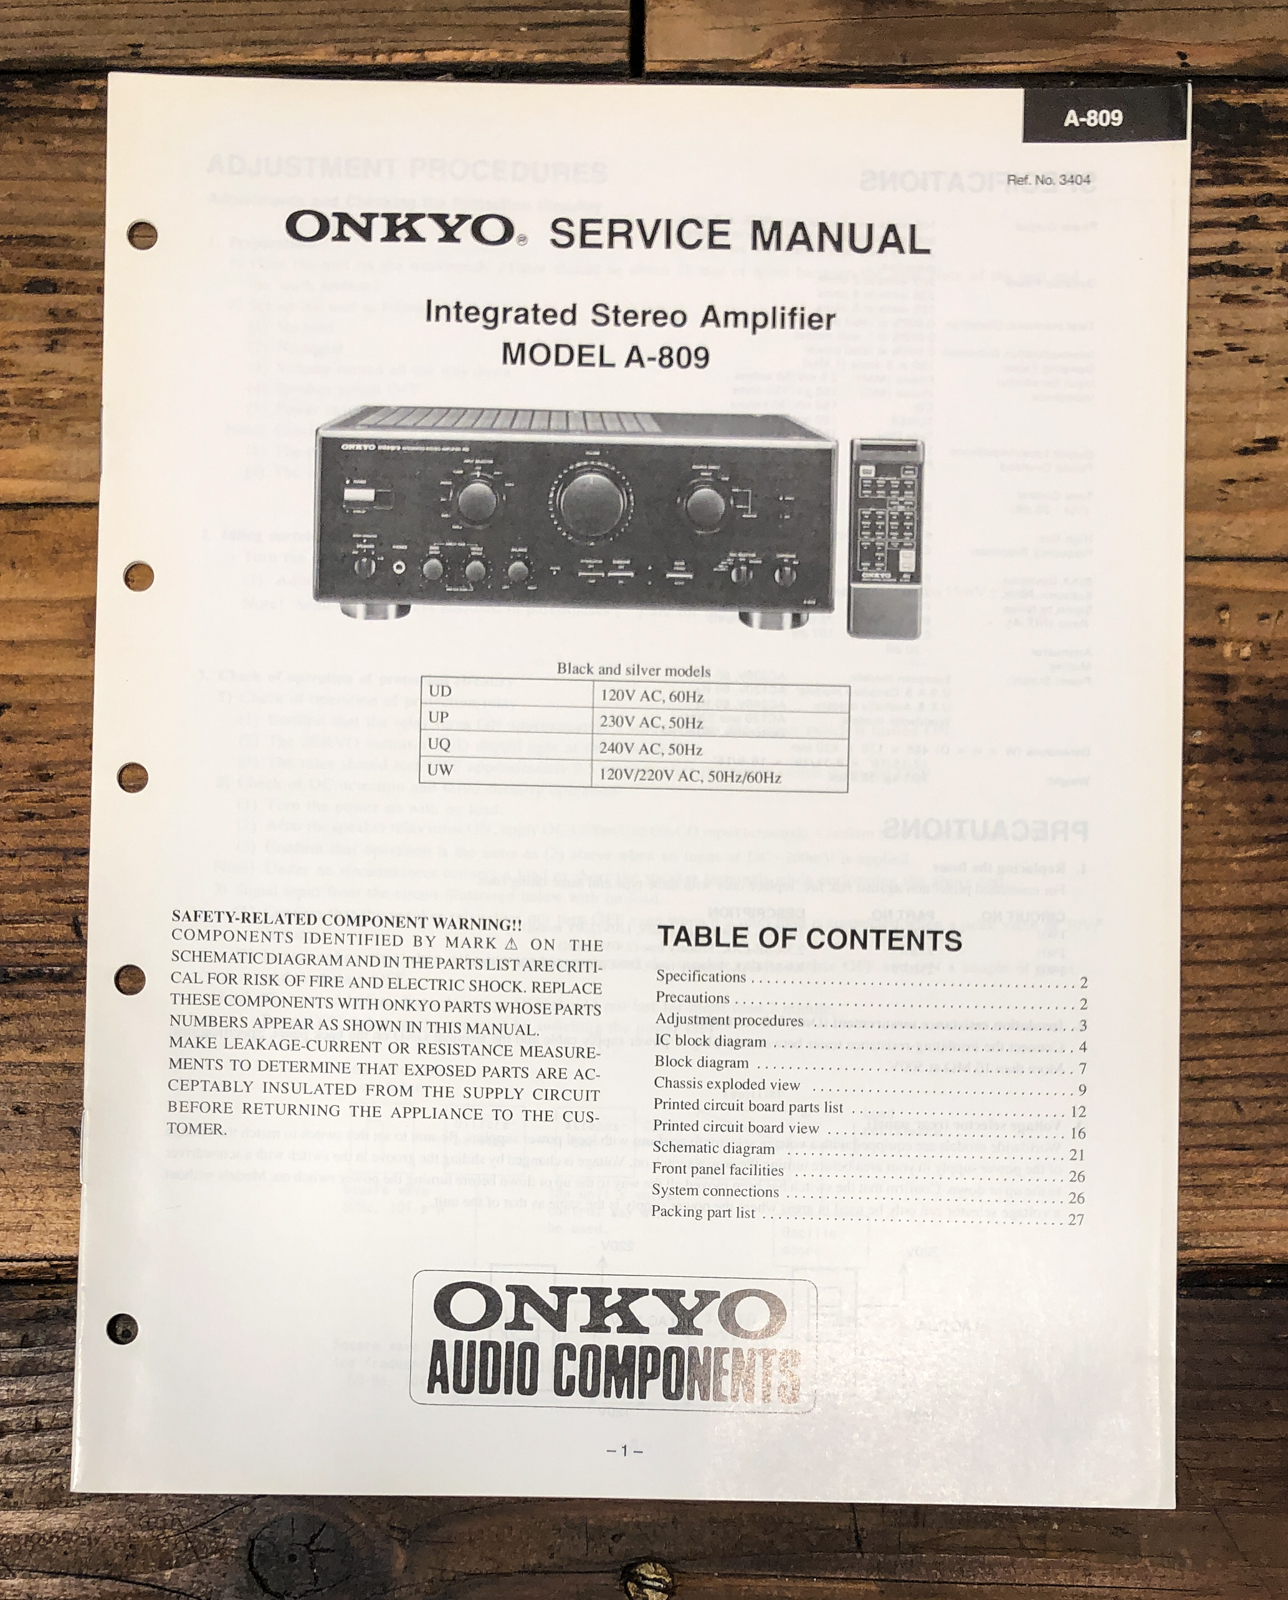 A-809
Ref. No. 3404
ONKYO® SERVICE MANUAL
Integrated Stereo Amplifier
MODEL A-809
ONKYO
ONKYO
Black and silver models
UD 120V AC, 60Hz
UP 230V AC, 50Hz
UQ 240V AC, 50Hz
UW 120V/220V AC, 50Hz/60Hz
SAFETY-RELATED COMPONENT WARNING!!
COMPONENTS IDENTIFIED BY MARK ⚠ ON THE
SCHEMATIC DIAGRAM AND IN THE PARTS LIST ARE CRITI-
CAL FOR RISK OF FIRE AND ELECTRIC SHOCK. REPLACE
THESE COMPONENTS WITH ONKYO PARTS WHOSE PARTS
NUMBERS APPEAR AS SHOWN IN THIS MANUAL.
MAKE LEAKAGE-CURRENT OR RESISTANCE MEASURE-
MENTS TO DETERMINE THAT EXPOSED PARTS ARE AC-
CEPTABLY INSULATED FROM THE SUPPLY CIRCUIT
BEFORE RETURNING THE APPLIANCE TO THE CUS-
TOMER.
TABLE OF CONTENTS
Specifications 2
Precautions 2
Adjustment procedures 3
IC block diagram 4
Block diagram 7
Chassis exploded view 9
Printed circuit board parts list 12
Printed circuit board view 16
Schematic diagram 21
Front panel facilities 26
System connections 26
Packing part list 27
ONKYO
AUDIO COMPONENTS
– 1 –